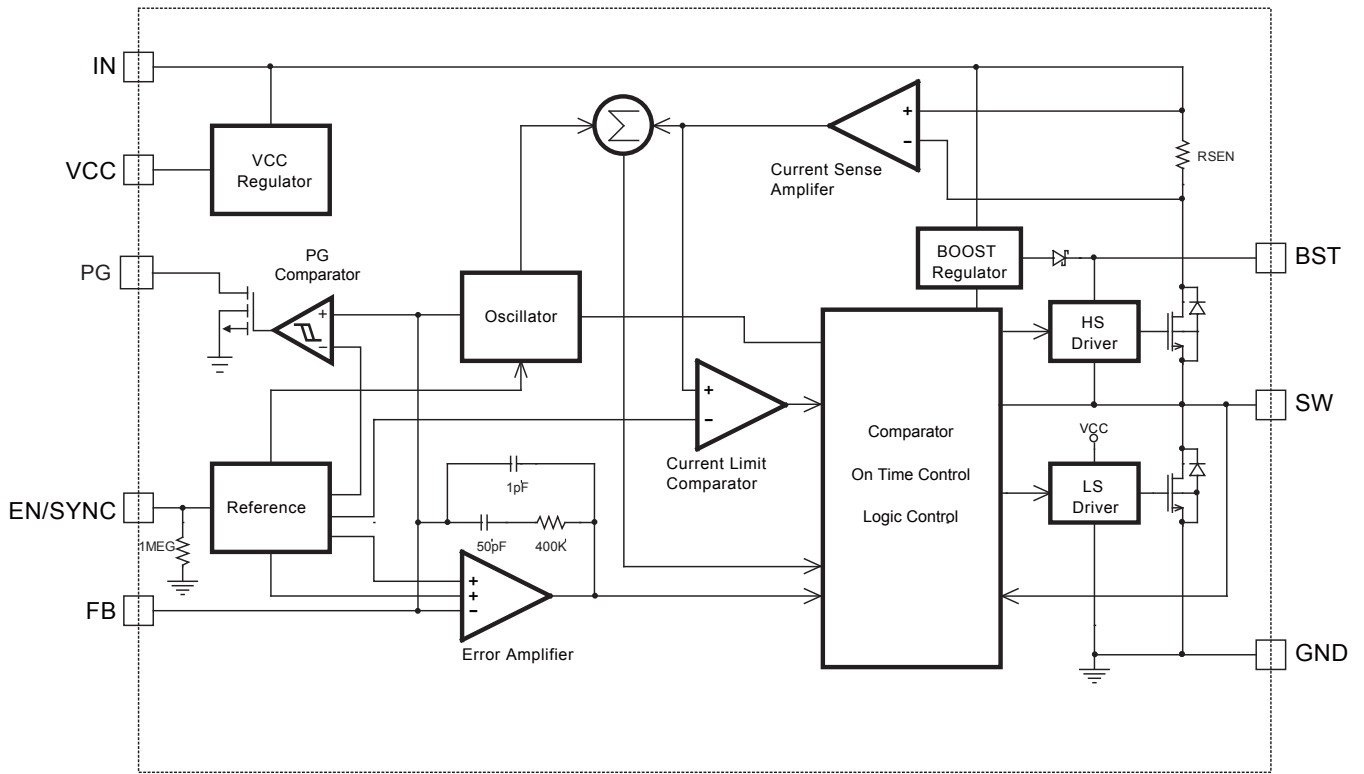 IN
VCC
VCC
Regulator
PG
PG
Comparator
+
−
Oscillator
Σ
+
−
Current Sense
Amplifer
RSEN
BOOST
Regulator
BST
HS
Driver
SW
VCC
LS
Driver
GND
+
−
Current Limit
Comparator
Comparator
On Time Control
Logic Control
EN/SYNC
1MEG
Reference
1pF
50pF
400K
FB
+
+
−
Error Amplifier